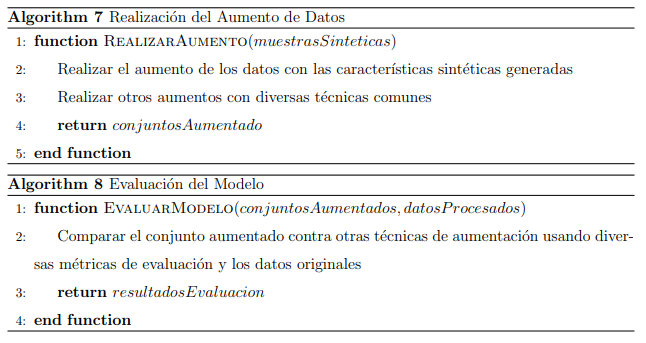 Algorithm 7 Realización del Aumento de Datos
1: function REALIZARAUMENTO(muestrasSinteticas)
2: Realizar el aumento de los datos con las características sintéticas generadas
3: Realizar otros aumentos con diversas técnicas comunes
4: return conjuntosAumentado
5: end function
Algorithm 8 Evaluación del Modelo
1: function EVALUARMODELO(conjuntosAumentados, datosProcesados)
2: Comparar el conjunto aumentado contra otras técnicas de aumentación usando diver-
sas métricas de evaluación y los datos originales
3: return resultadosEvaluacion
4: end function